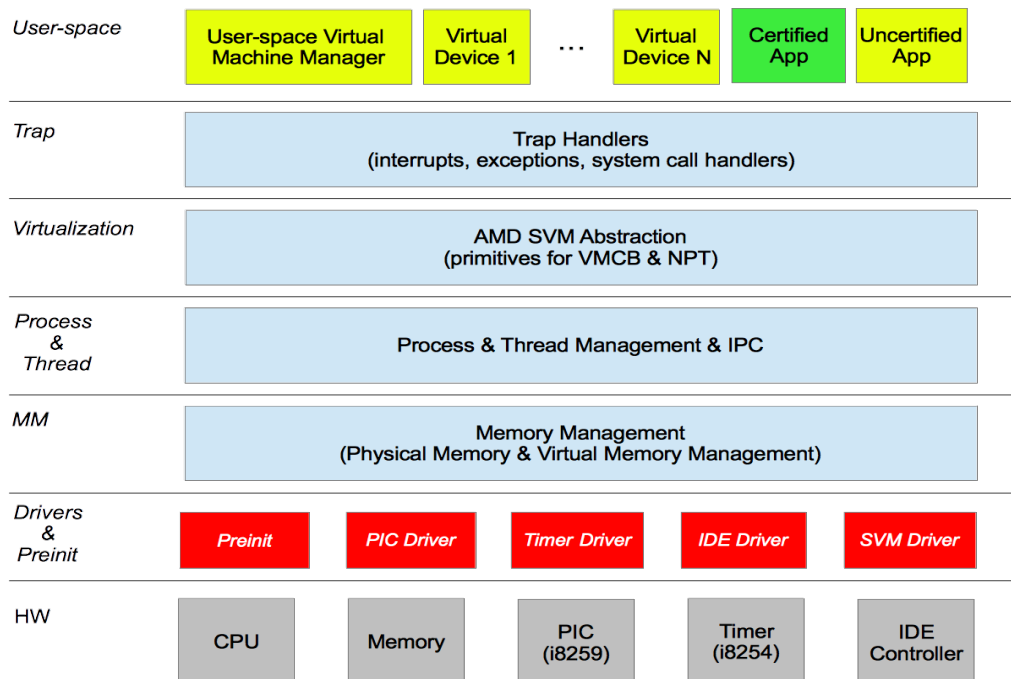 User-space
User-space Virtual
Machine Manager
Virtual
Device 1
...
Virtual
Device N
Certified
App
Uncertified
App
Trap
Trap Handlers
(interrupts, exceptions, system call handlers)
Virtualization
AMD SVM Abstraction
(primitives for VMCB & NPT)
Process
&
Thread
Process & Thread Management & IPC
MM
Memory Management
(Physical Memory & Virtual Memory Management)
Drivers
&
Preinit
Preinit
PIC Driver
Timer Driver
IDE Driver
SVM Driver
HW
CPU
Memory
PIC
(i8259)
Timer
(i8254)
IDE
Controller